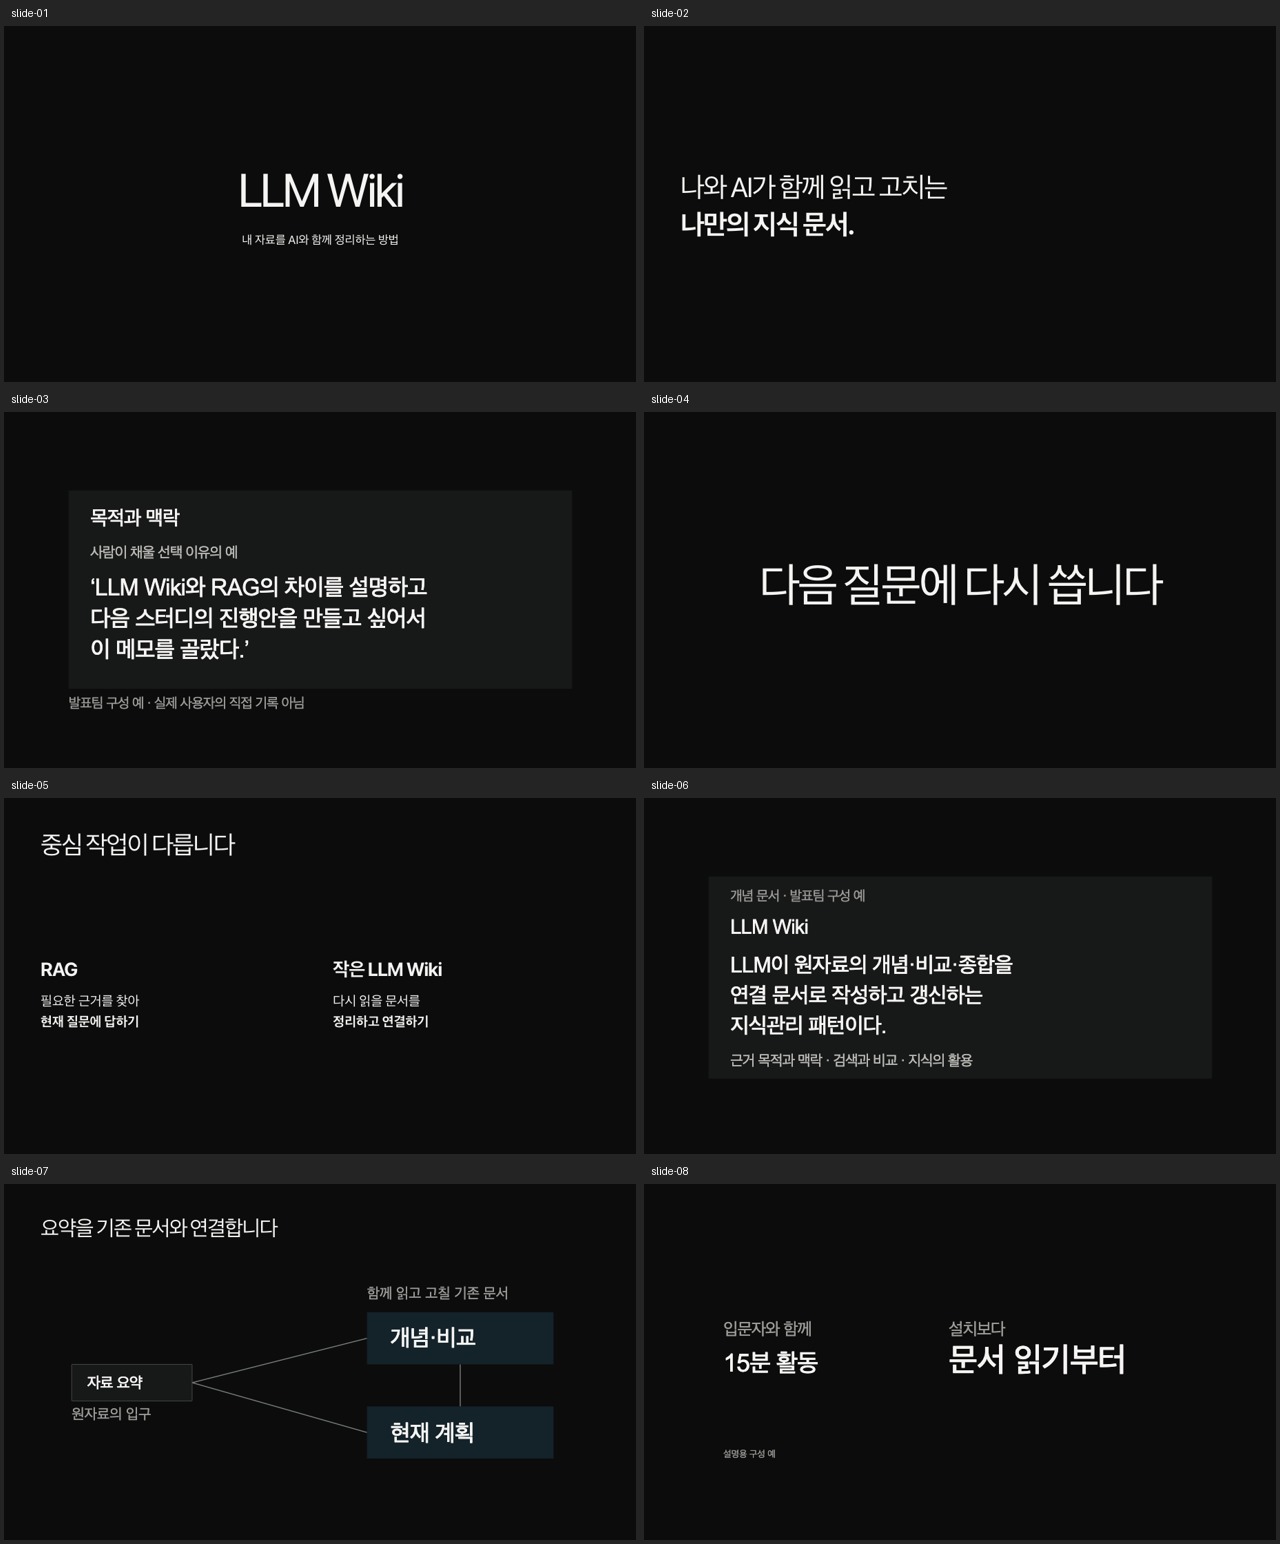 slide-01
LLM Wiki
내 자료를 AI와 함께 정리하는 방법
slide-02
나와 AI가 함께 읽고 고치는
나만의 지식 문서.
slide-03
목적과 맥락
사람이 채울 선택 이유의 예
‘LLM Wiki와 RAG의 차이를 설명하고
다음 스터디의 진행안을 만들고 싶어서
이 메모를 골랐다.’
발표팀 구성 예 · 실제 사용자의 직접 기록 아님
slide-04
다음 질문에 다시 씁니다
slide-05
중심 작업이 다릅니다
RAG
필요한 근거를 찾아
현재 질문에 답하기
작은 LLM Wiki
다시 읽을 문서를
정리하고 연결하기
slide-06
개념 문서 · 발표팀 구성 예
LLM Wiki
LLM이 원자료의 개념·비교·종합을
연결 문서로 작성하고 갱신하는
지식관리 패턴이다.
근거 목적과 맥락 · 검색과 비교 · 지식의 활용
slide-07
요약을 기존 문서와 연결합니다
함께 읽고 고칠 기존 문서
개념·비교
자료 요약
원자료의 입구
현재 계획
slide-08
입문자와 함께
15분 활동
설치보다
문서 읽기부터
설명용 구성 예